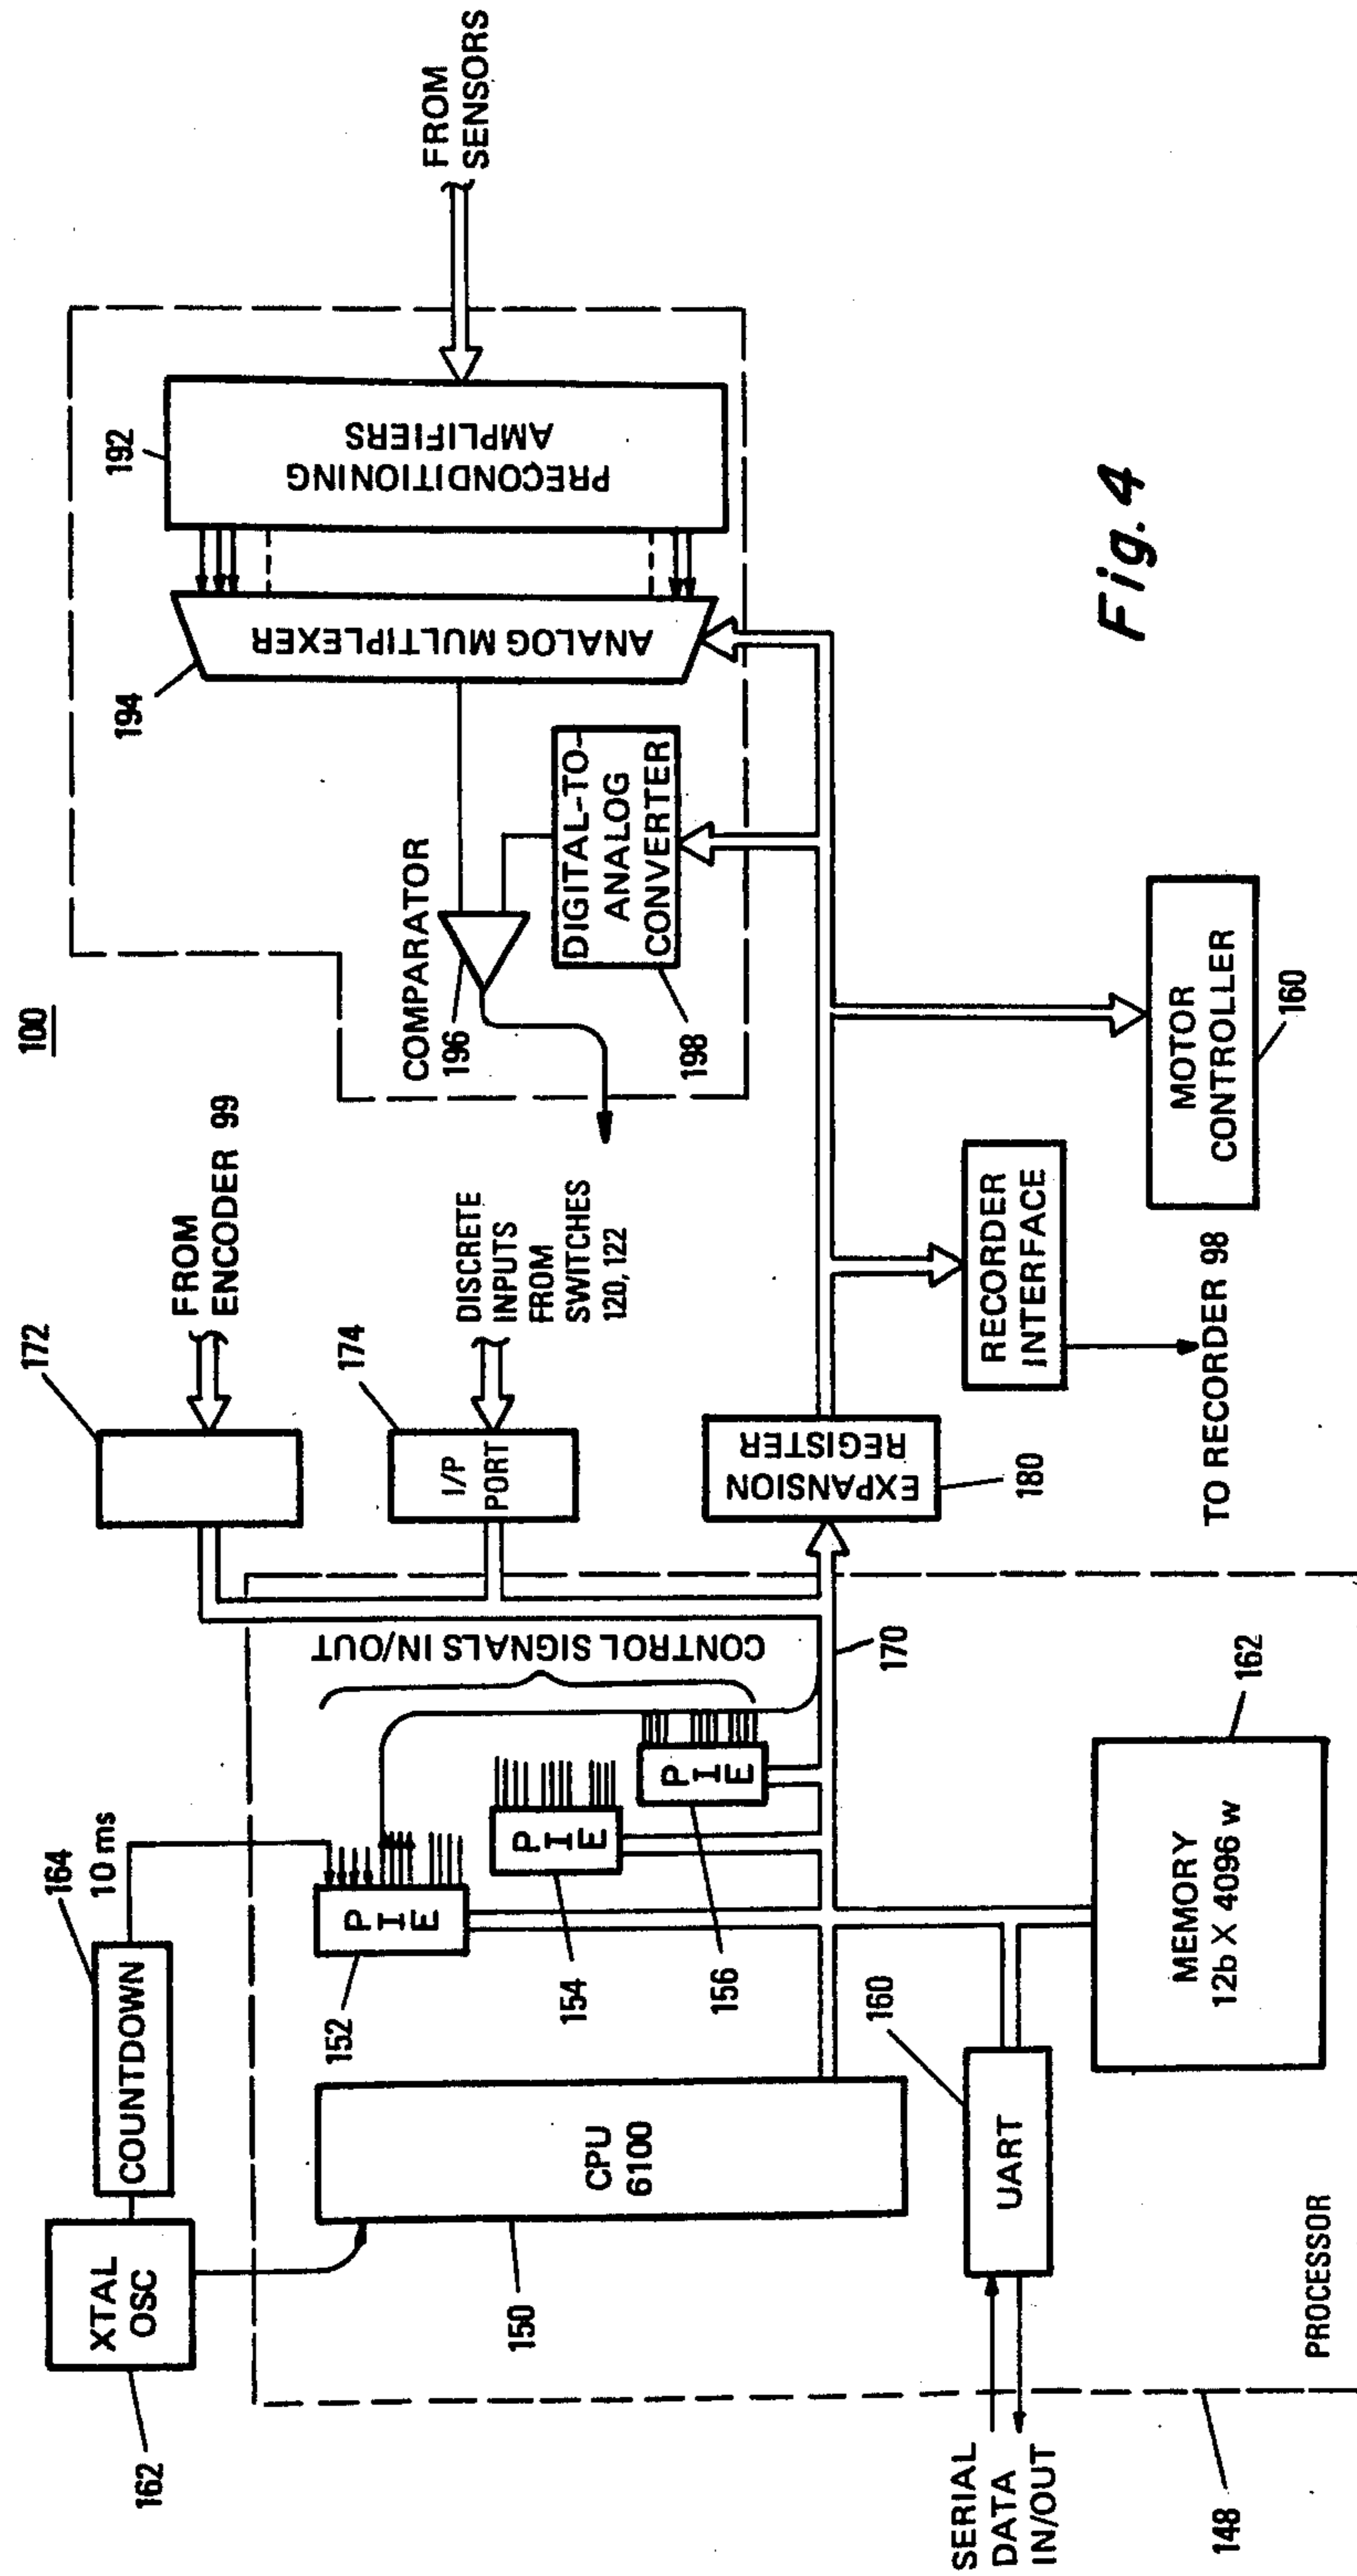 100
XTAL
OSC
162
COUNTDOWN
164
10 ms
172
FROM
ENCODER 99
192
PRECONDITIONING
AMPLIFIERS
FROM
SENSORS
194
ANALOG MULTIPLEXER
COMPARATOR
196
DIGITAL-TO-
ANALOG
CONVERTER
198
174
I/P
PORT
DISCRETE
INPUTS
FROM
SWITCHES
120, 122
CONTROL SIGNALS IN/OUT
PIE
152
PIE
154
PIE
156
CPU
6100
150
170
EXPANSION
REGISTER
180
RECORDER
INTERFACE
TO RECORDER 98
MOTOR
CONTROLLER
160
160
UART
SERIAL
DATA
IN/OUT
MEMORY
12b X 4096 w
162
PROCESSOR
148
Fig. 4